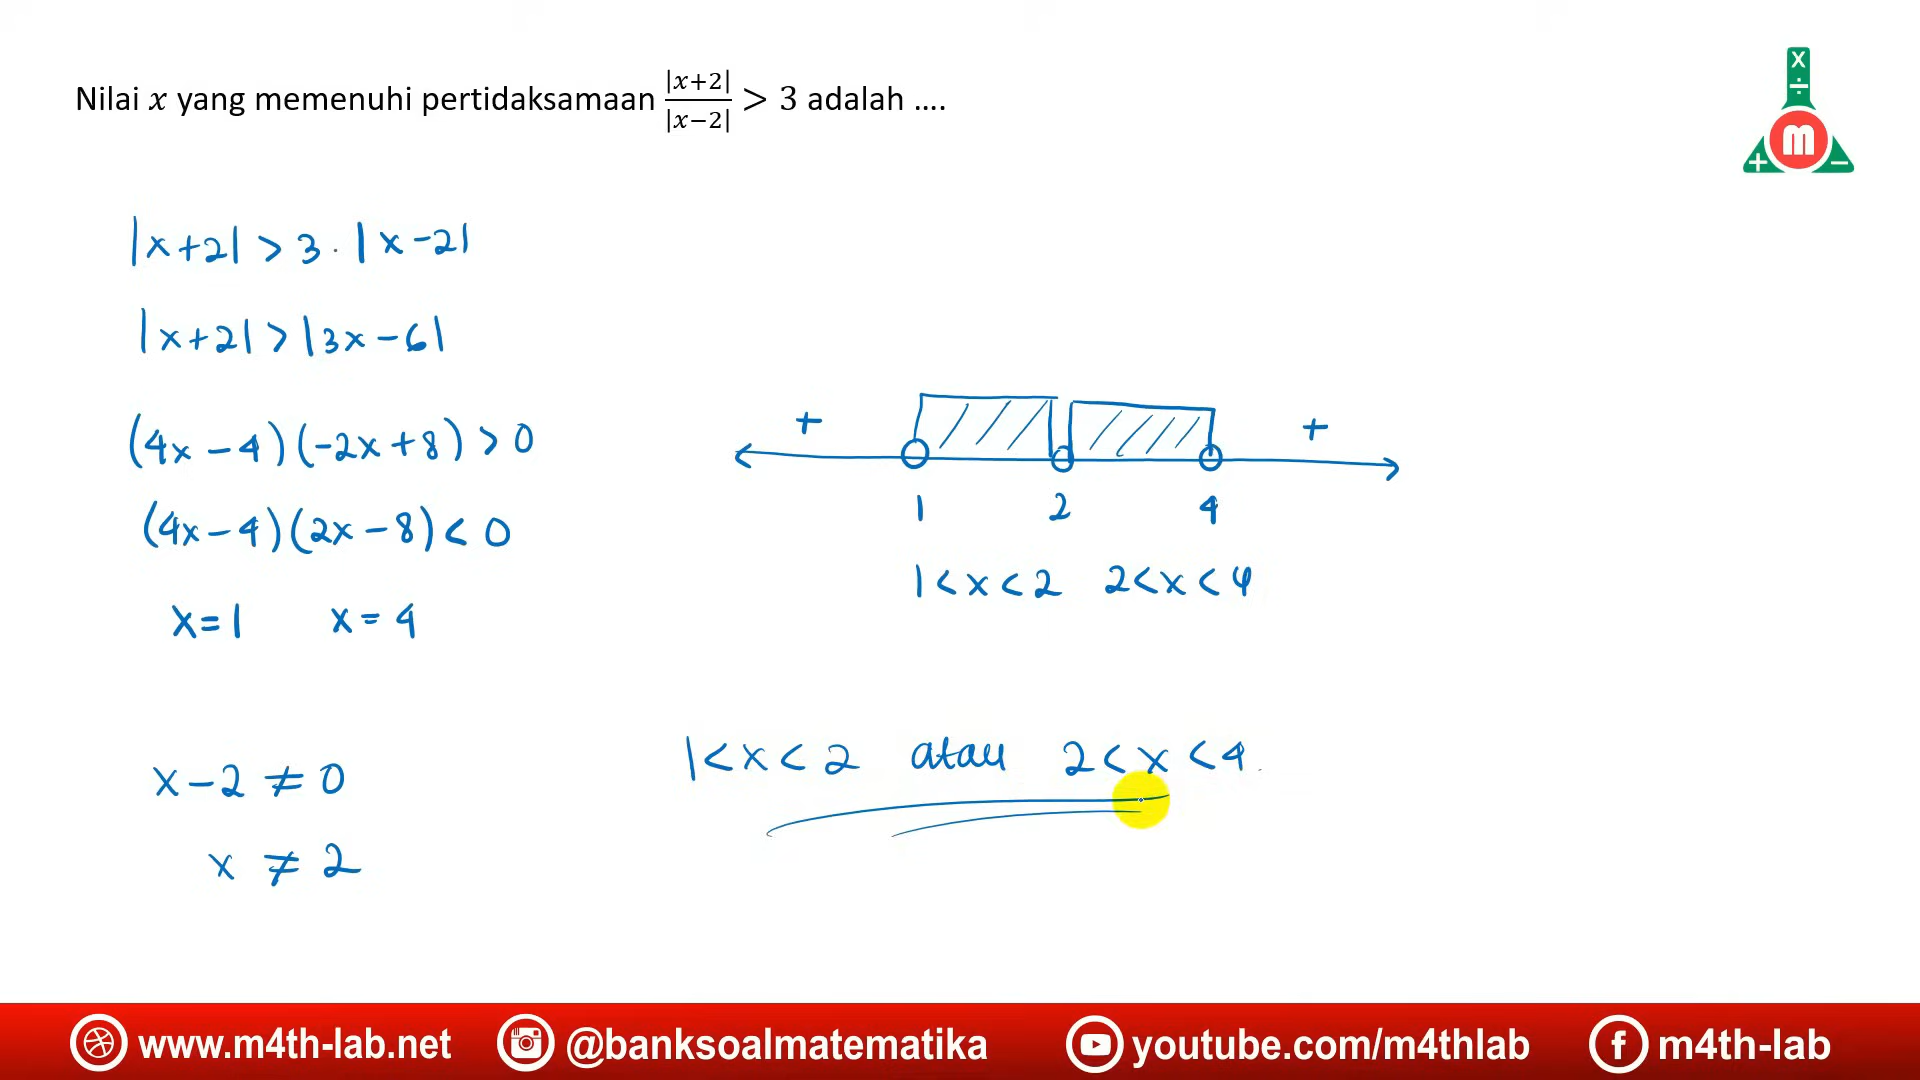 Nilai x yang memenuhi pertidaksamaan |x+2|/|x−2| > 3 adalah ....
x
÷
m
+ −
|x+2| > 3 . |x-2|
|x+2| > |3x-6|
(4x-4)(-2x+8) > 0
(4x-4)(2x-8) < 0
x=1 x=4
x-2 ≠ 0
x ≠ 2
+ +
1 2 4
1<x<2 2<x<4
1<x<2 atau 2<x<4.
www.m4th-lab.net @banksoalmatematika youtube.com/m4thlab m4th-lab